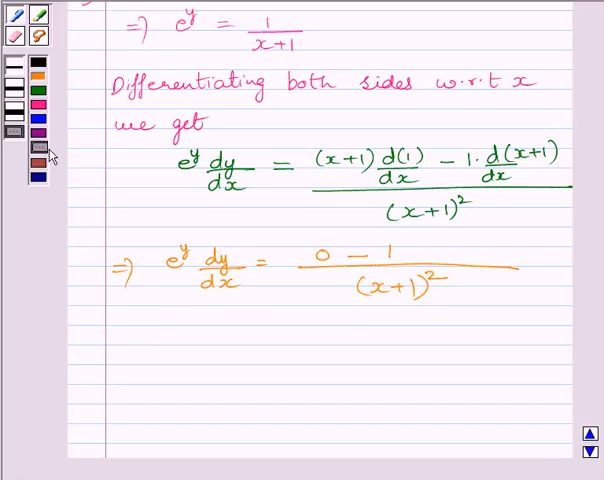 ⇒ e^y = 1/(x+1)
Differentiating both sides w.r.t x
we get
e^y dy/dx = ((x+1) d(1)/dx − 1. d(x+1)/dx)/(x+1)^2
⇒ e^y dy/dx = (0 − 1)/(x+1)^2